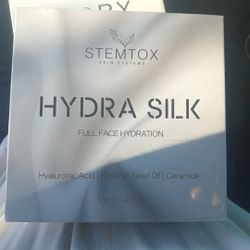 STEMTOX
SKIN SYSTEMS
HYDRA SILK
FULL FACE HYDRATION
Hyaluronic Acid | Rosehip Seed Oil | Ceramide